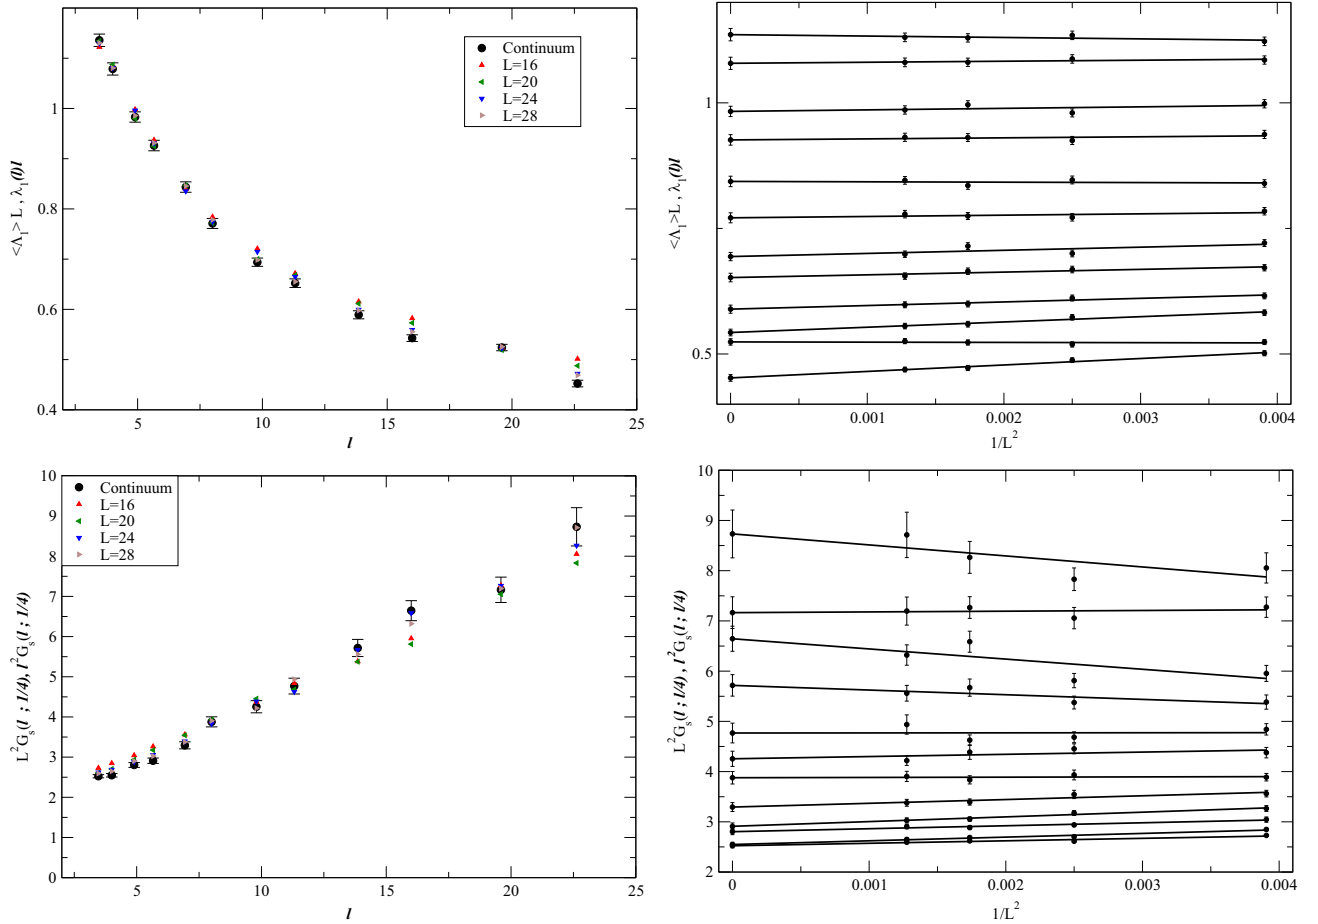 <Λ₁> L , λ₁(l)l
1
0.8
0.6
0.4
5
10
15
20
25
l
Continuum
L=16
L=20
L=24
L=28
<Λ₁> L , λ₁(l)l
1
0.5
0
0.001
0.002
0.003
0.004
1/L²
L²Gₛ(l ; l/4), l²Gₛ(l ; l/4)
10
9
8
7
6
5
4
3
2
1
0
5
10
15
20
25
l
Continuum
L=16
L=20
L=24
L=28
L²Gₛ(l ; l/4), l²Gₛ(l ; l/4)
10
9
8
7
6
5
4
3
2
0
0.001
0.002
0.003
0.004
1/L²